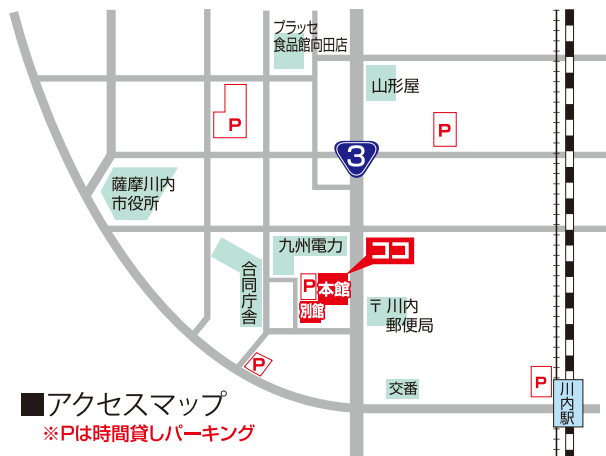 プラッセ
食品館向田店
山形屋
P
P
3
薩摩川内
市役所
九州電力
ココ
合同庁舎
P
本館
別館
〒川内
郵便局
P
交番
P
川内駅
■アクセスマップ
※Pは時間貸しパーキング